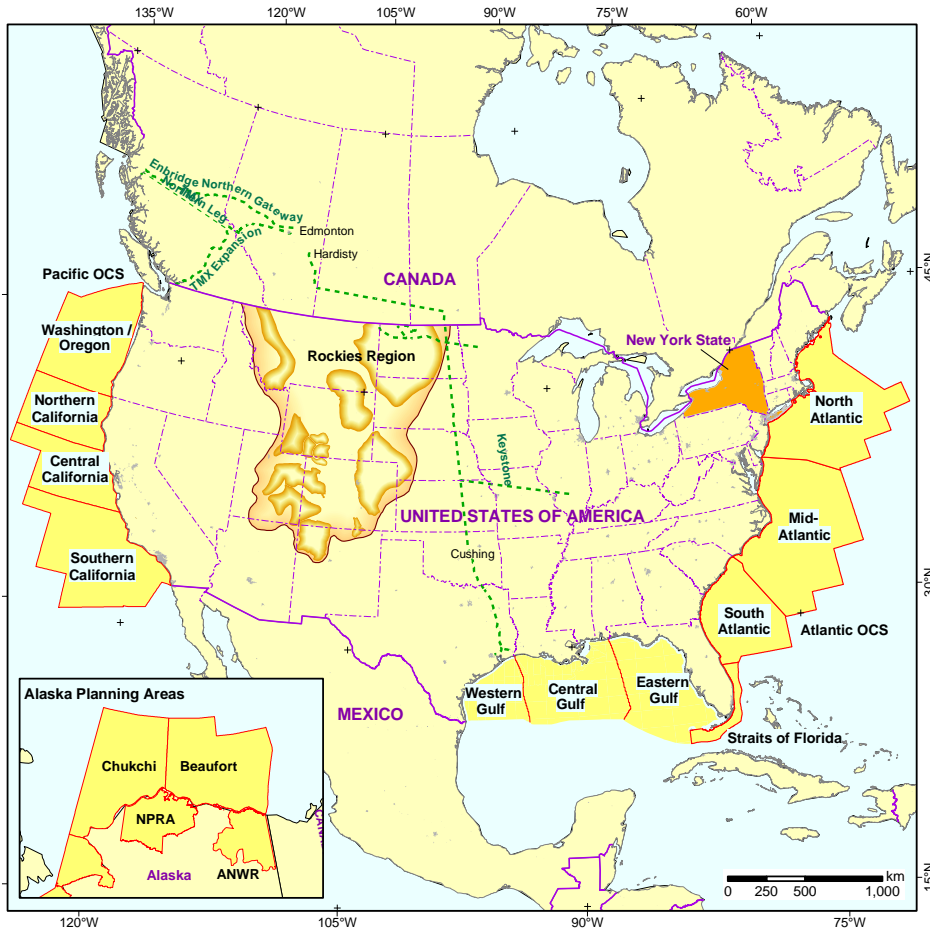 135°W
120°W
105°W
90°W
75°W
60°W
Enbridge Northern Gateway
TMX
Northern Leg
TMX Expansion
Edmonton
Hardisty
CANADA
45°N
Pacific OCS
Washington /
Oregon
Rockies Region
New York State
Northern
California
North
Atlantic
Central
California
Keystone
UNITED STATES OF AMERICA
Mid-
Atlantic
Southern
California
Cushing
30°N
South
Atlantic
Atlantic OCS
Western
Gulf
Central
Gulf
Eastern
Gulf
MEXICO
Straits of Florida
Alaska Planning Areas
Chukchi
Beaufort
NPRA
Alaska
ANWR
km
0
250
500
1,000
15°N
120°W
105°W
90°W
75°W